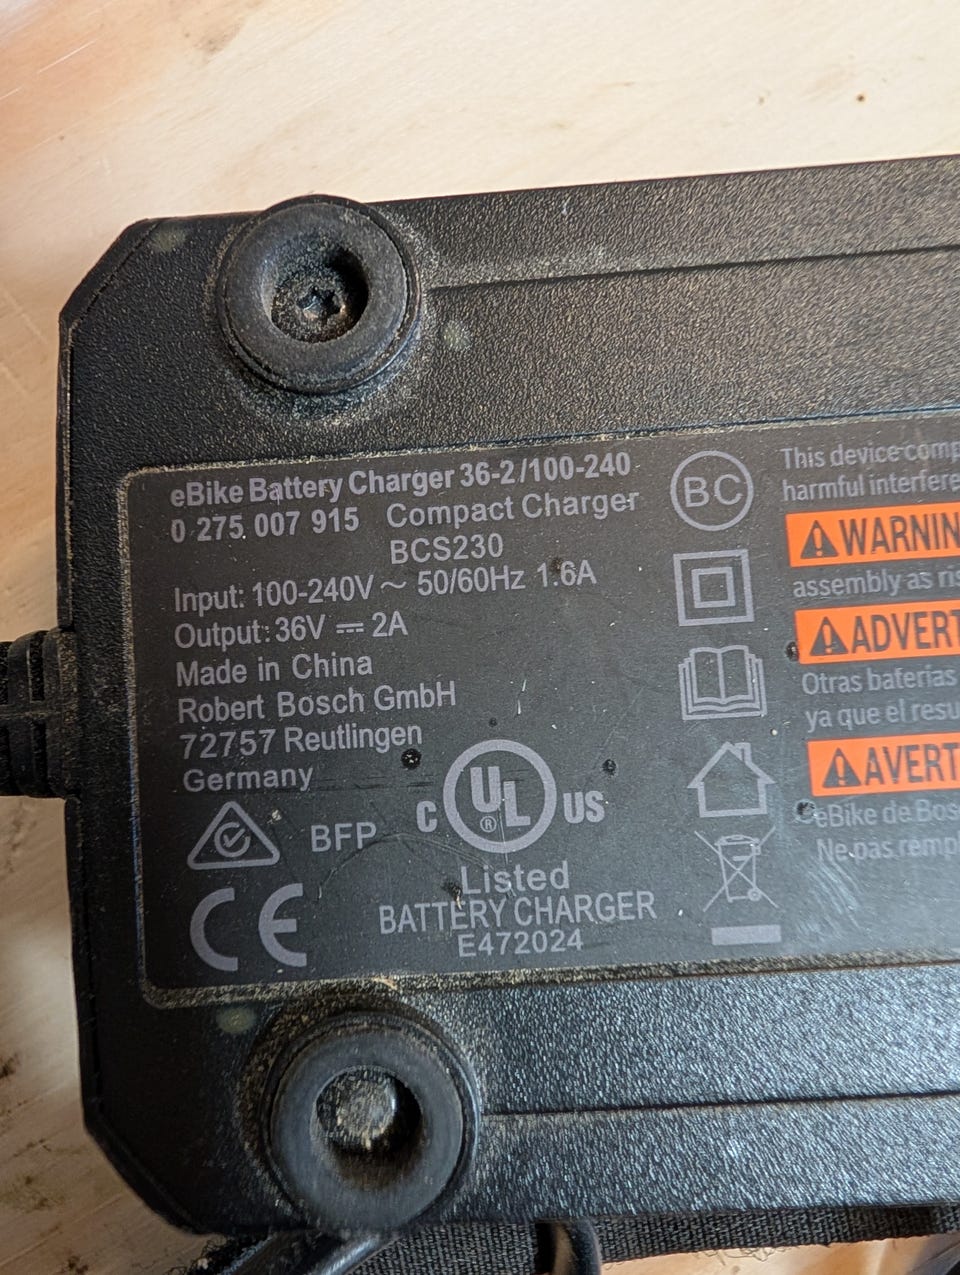 eBike Battery Charger 36-2/100-240
0 275 007 915 Compact Charger
BCS230
Input: 100-240V ~ 50/60Hz 1.6A
Output: 36V ⎓ 2A
Made in China
Robert Bosch GmbH
72757 Reutlingen
Germany
BFP
C UL ® US
Listed
BATTERY CHARGER
E472024
CE
BC
This device comp
harmful interfere
WARNIN
assembly as ris
ADVERT
Otras baterías
ya que el resu
AVERT
eBike de Bos
Ne pas rempl